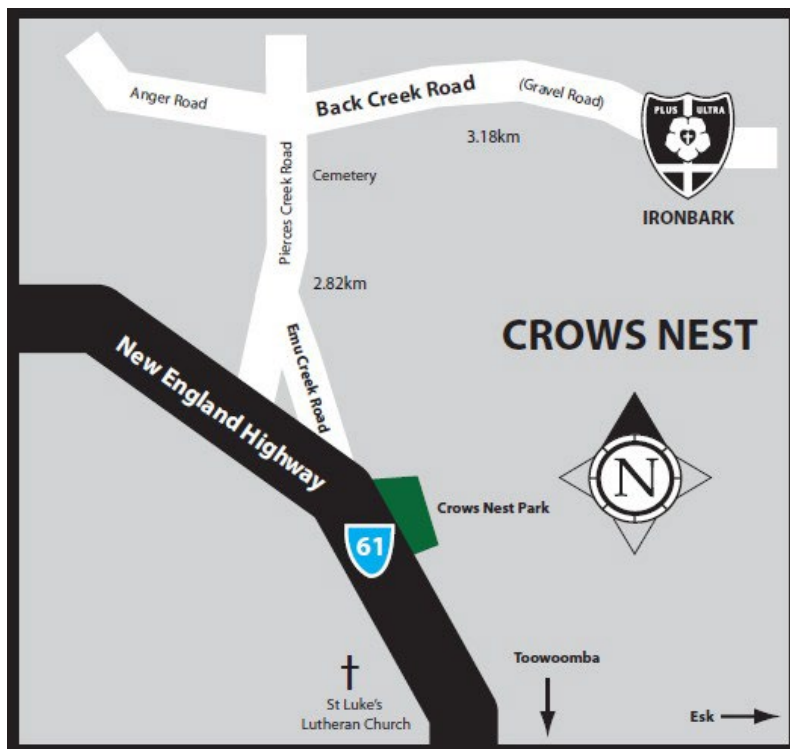 Anger Road
Back Creek Road
(Gravel Road)
PLUS ULTRA
3.18km
IRONBARK
Pierces Creek Road
Cemetery
2.82km
CROWS NEST
Emu Creek Road
New England Highway
N
Crows Nest Park
61
St Luke's
Lutheran Church
Toowoomba
Esk